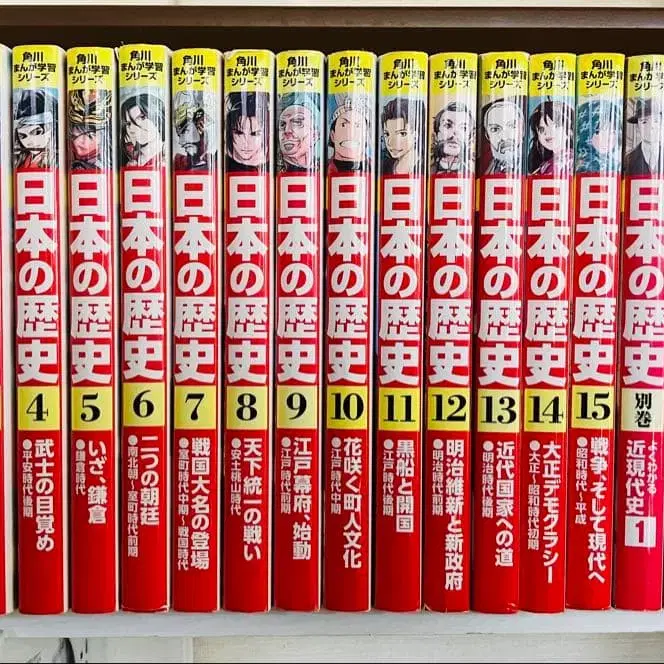 角川
まんが学習
シリーズ
日本の歴史
4
武士の目覚め
●平安時代後期
角川
まんが学習
シリーズ
日本の歴史
5
いざ、鎌倉
●鎌倉時代
角川
まんが学習
シリーズ
日本の歴史
6
二つの朝廷
●南北朝〜室町時代前期
角川
まんが学習
シリーズ
日本の歴史
7
戦国大名の登場
●室町時代中期〜戦国時代
角川
まんが学習
シリーズ
日本の歴史
8
天下統一の戦い
●安土桃山時代
角川
まんが学習
シリーズ
日本の歴史
9
江戸幕府、始動
●江戸時代前期
角川
まんが学習
シリーズ
日本の歴史
10
花咲く町人文化
●江戸時代中期
角川
まんが学習
シリーズ
日本の歴史
11
黒船と開国
●江戸時代後期
角川
まんが学習
シリーズ
日本の歴史
12
明治維新と新政府
●明治時代前期
角川
まんが学習
シリーズ
日本の歴史
13
近代国家への道
●明治時代後期
角川
まんが学習
シリーズ
日本の歴史
14
大正デモクラシー
●大正〜昭和時代初期
角川
まんが学習
シリーズ
日本の歴史
15
戦争、そして現代へ
●昭和時代〜平成
角川
まんが学習
シリーズ
日本の歴史
別巻
よくわかる
近現代史
1